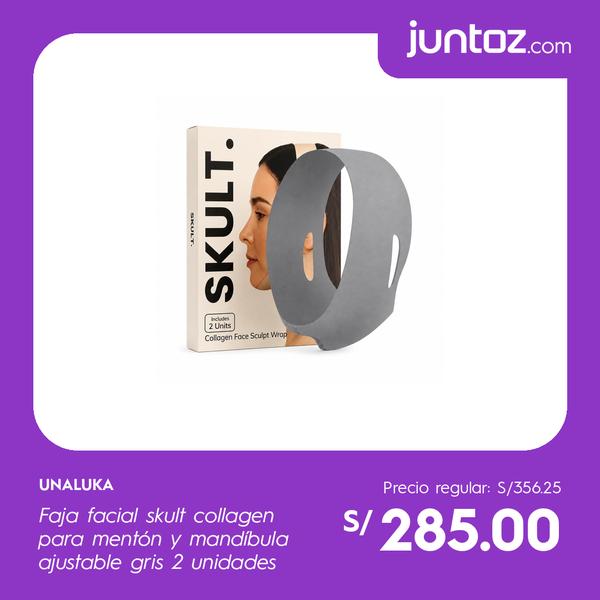 juntoz.com
SKULT.
SKULT.
Includes
2 Units
Collagen Face Sculpt Wrap
UNALUKA
Faja facial skult collagen
para mentón y mandíbula
ajustable gris 2 unidades
Precio regular: S/356.25
S/ 285.00